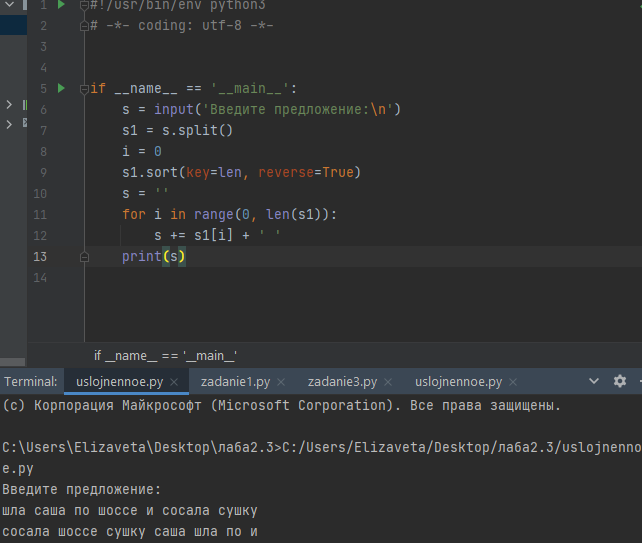 1 #!/usr/bin/env python3
2 # -*- coding: utf-8 -*-
3
4
5 if __name__ == '__main__':
6 s = input('Введите предложение:\n')
7 s1 = s.split()
8 i = 0
9 s1.sort(key=len, reverse=True)
10 s = ''
11 for i in range(0, len(s1)):
12 s += s1[i] + ' '
13 print(s)
14
if __name__ == '__main__'
Terminal: uslojnennoe.py × zadanie1.py × zadanie3.py × uslojnennoe.py ×
(c) Корпорация Майкрософт (Microsoft Corporation). Все права защищены.
C:\Users\Elizaveta\Desktop\лаба2.3>C:/Users/Elizaveta/Desktop/лаба2.3/uslojnenno
e.py
Введите предложение:
шла саша по шоссе и сосала сушку
сосала шоссе сушку саша шла по и